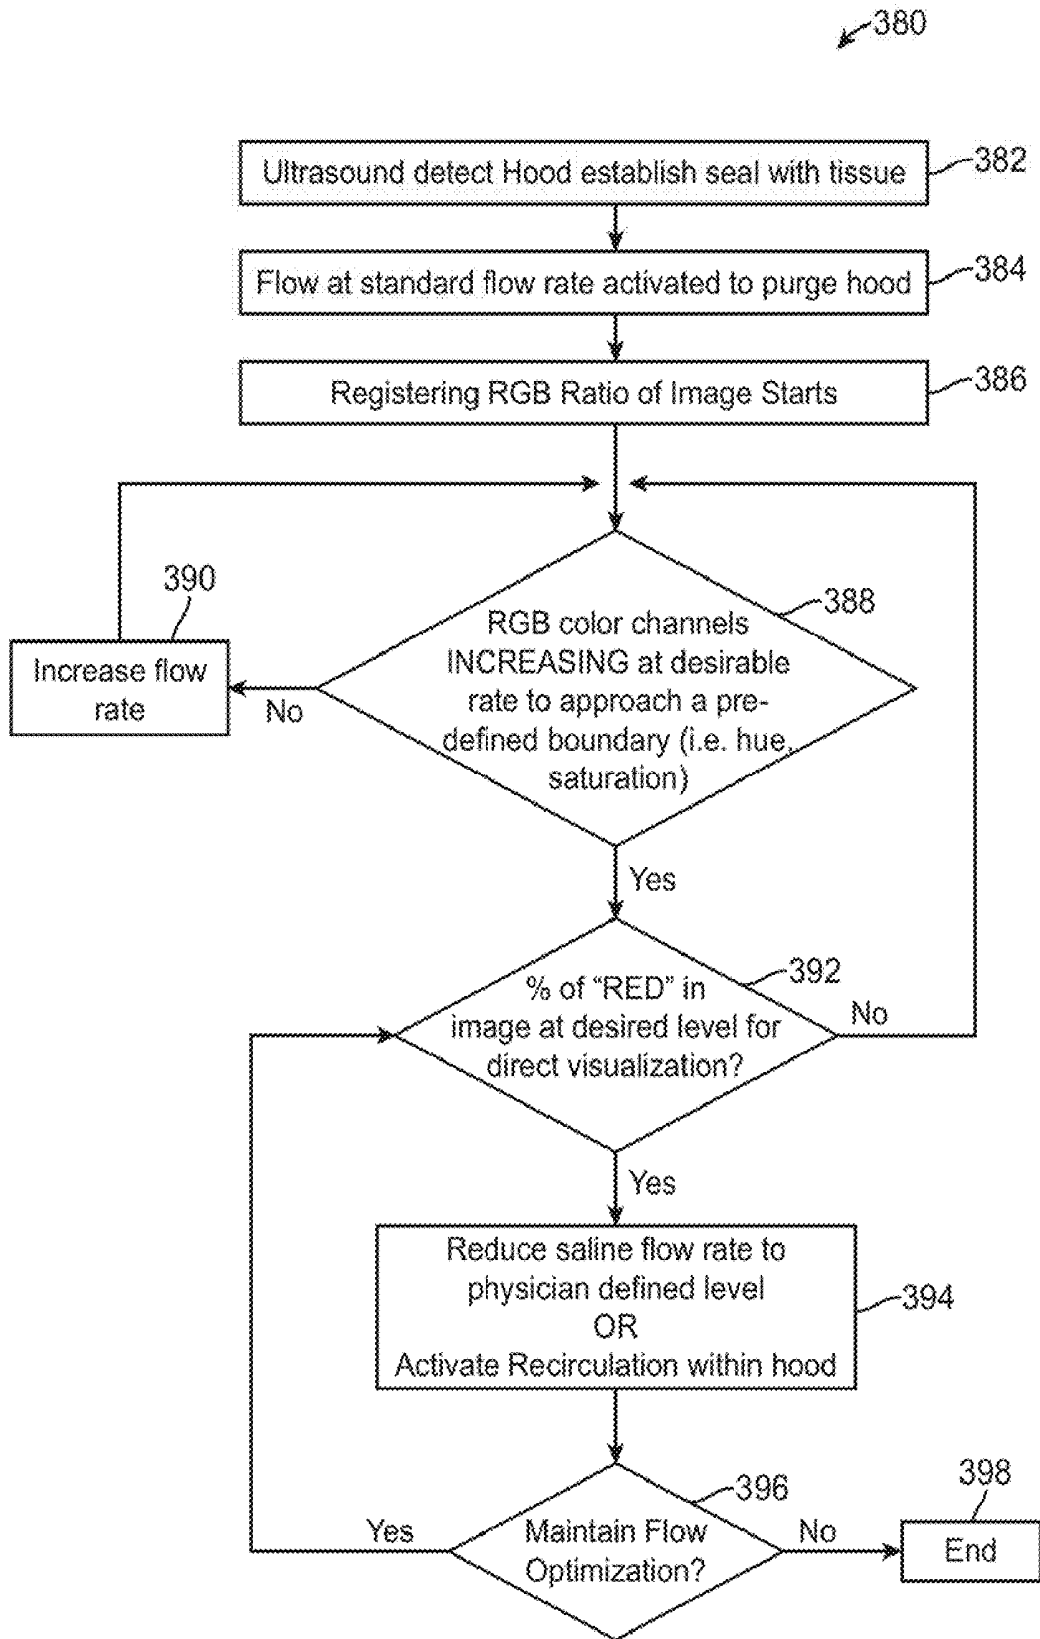 380
Ultrasound detect Hood establish seal with tissue
382
Flow at standard flow rate activated to purge hood
384
Registering RGB Ratio of Image Starts
386
390
Increase flow
rate
No
388
RGB color channels
INCREASING at desirable
rate to approach a pre-
defined boundary (i.e. hue,
saturation)
Yes
392
% of “RED” in
image at desired level for
direct visualization?
No
Yes
Reduce saline flow rate to
physician defined level
OR
Activate Recirculation within hood
394
396
Yes
Maintain Flow
Optimization?
No
398
End